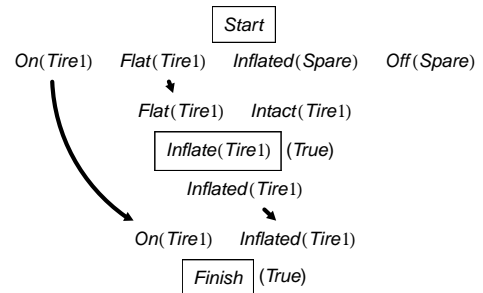 Start
On(Tire1) Flat(Tire1) Inflated(Spare) Off(Spare)
Flat(Tire1) Intact(Tire1)
Inflate(Tire1) (True)
Inflated(Tire1)
On(Tire1) Inflated(Tire1)
Finish (True)